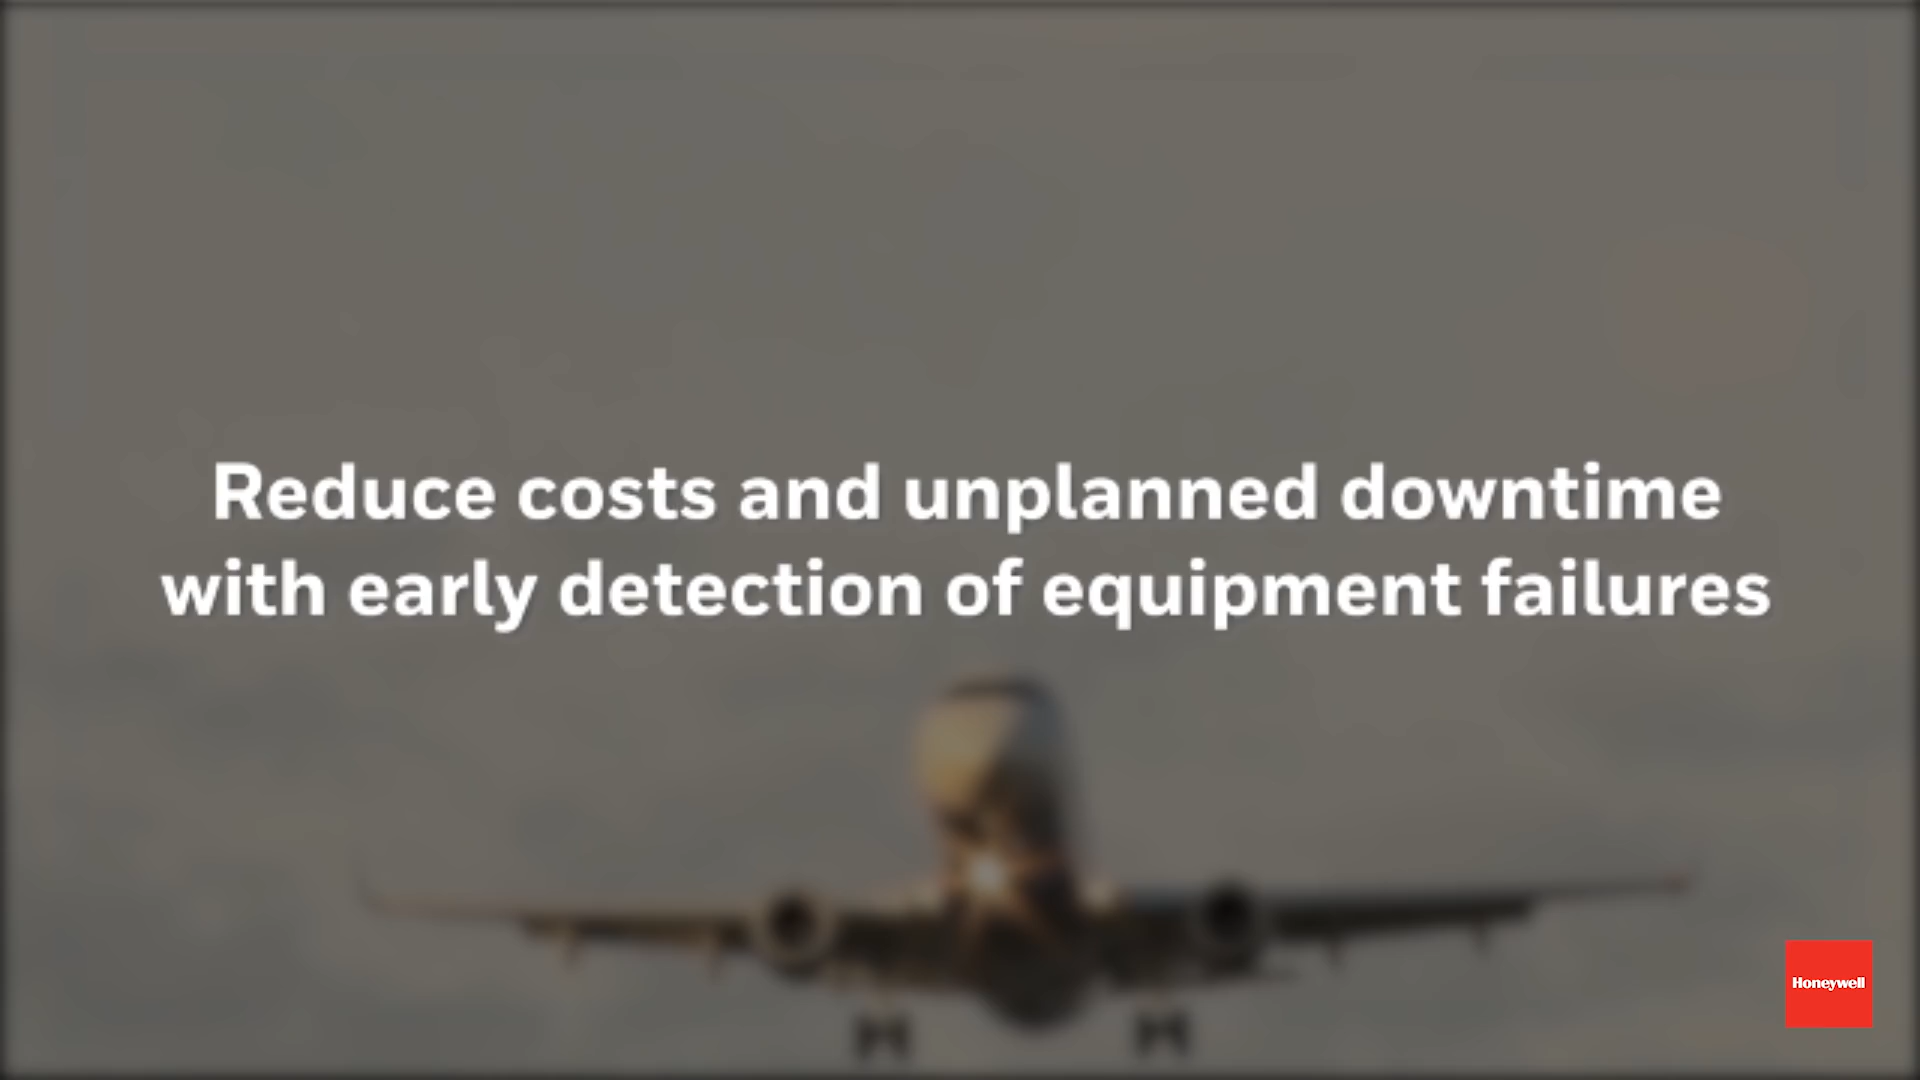 Reduce costs and unplanned downtime
with early detection of equipment failures
Honeywell